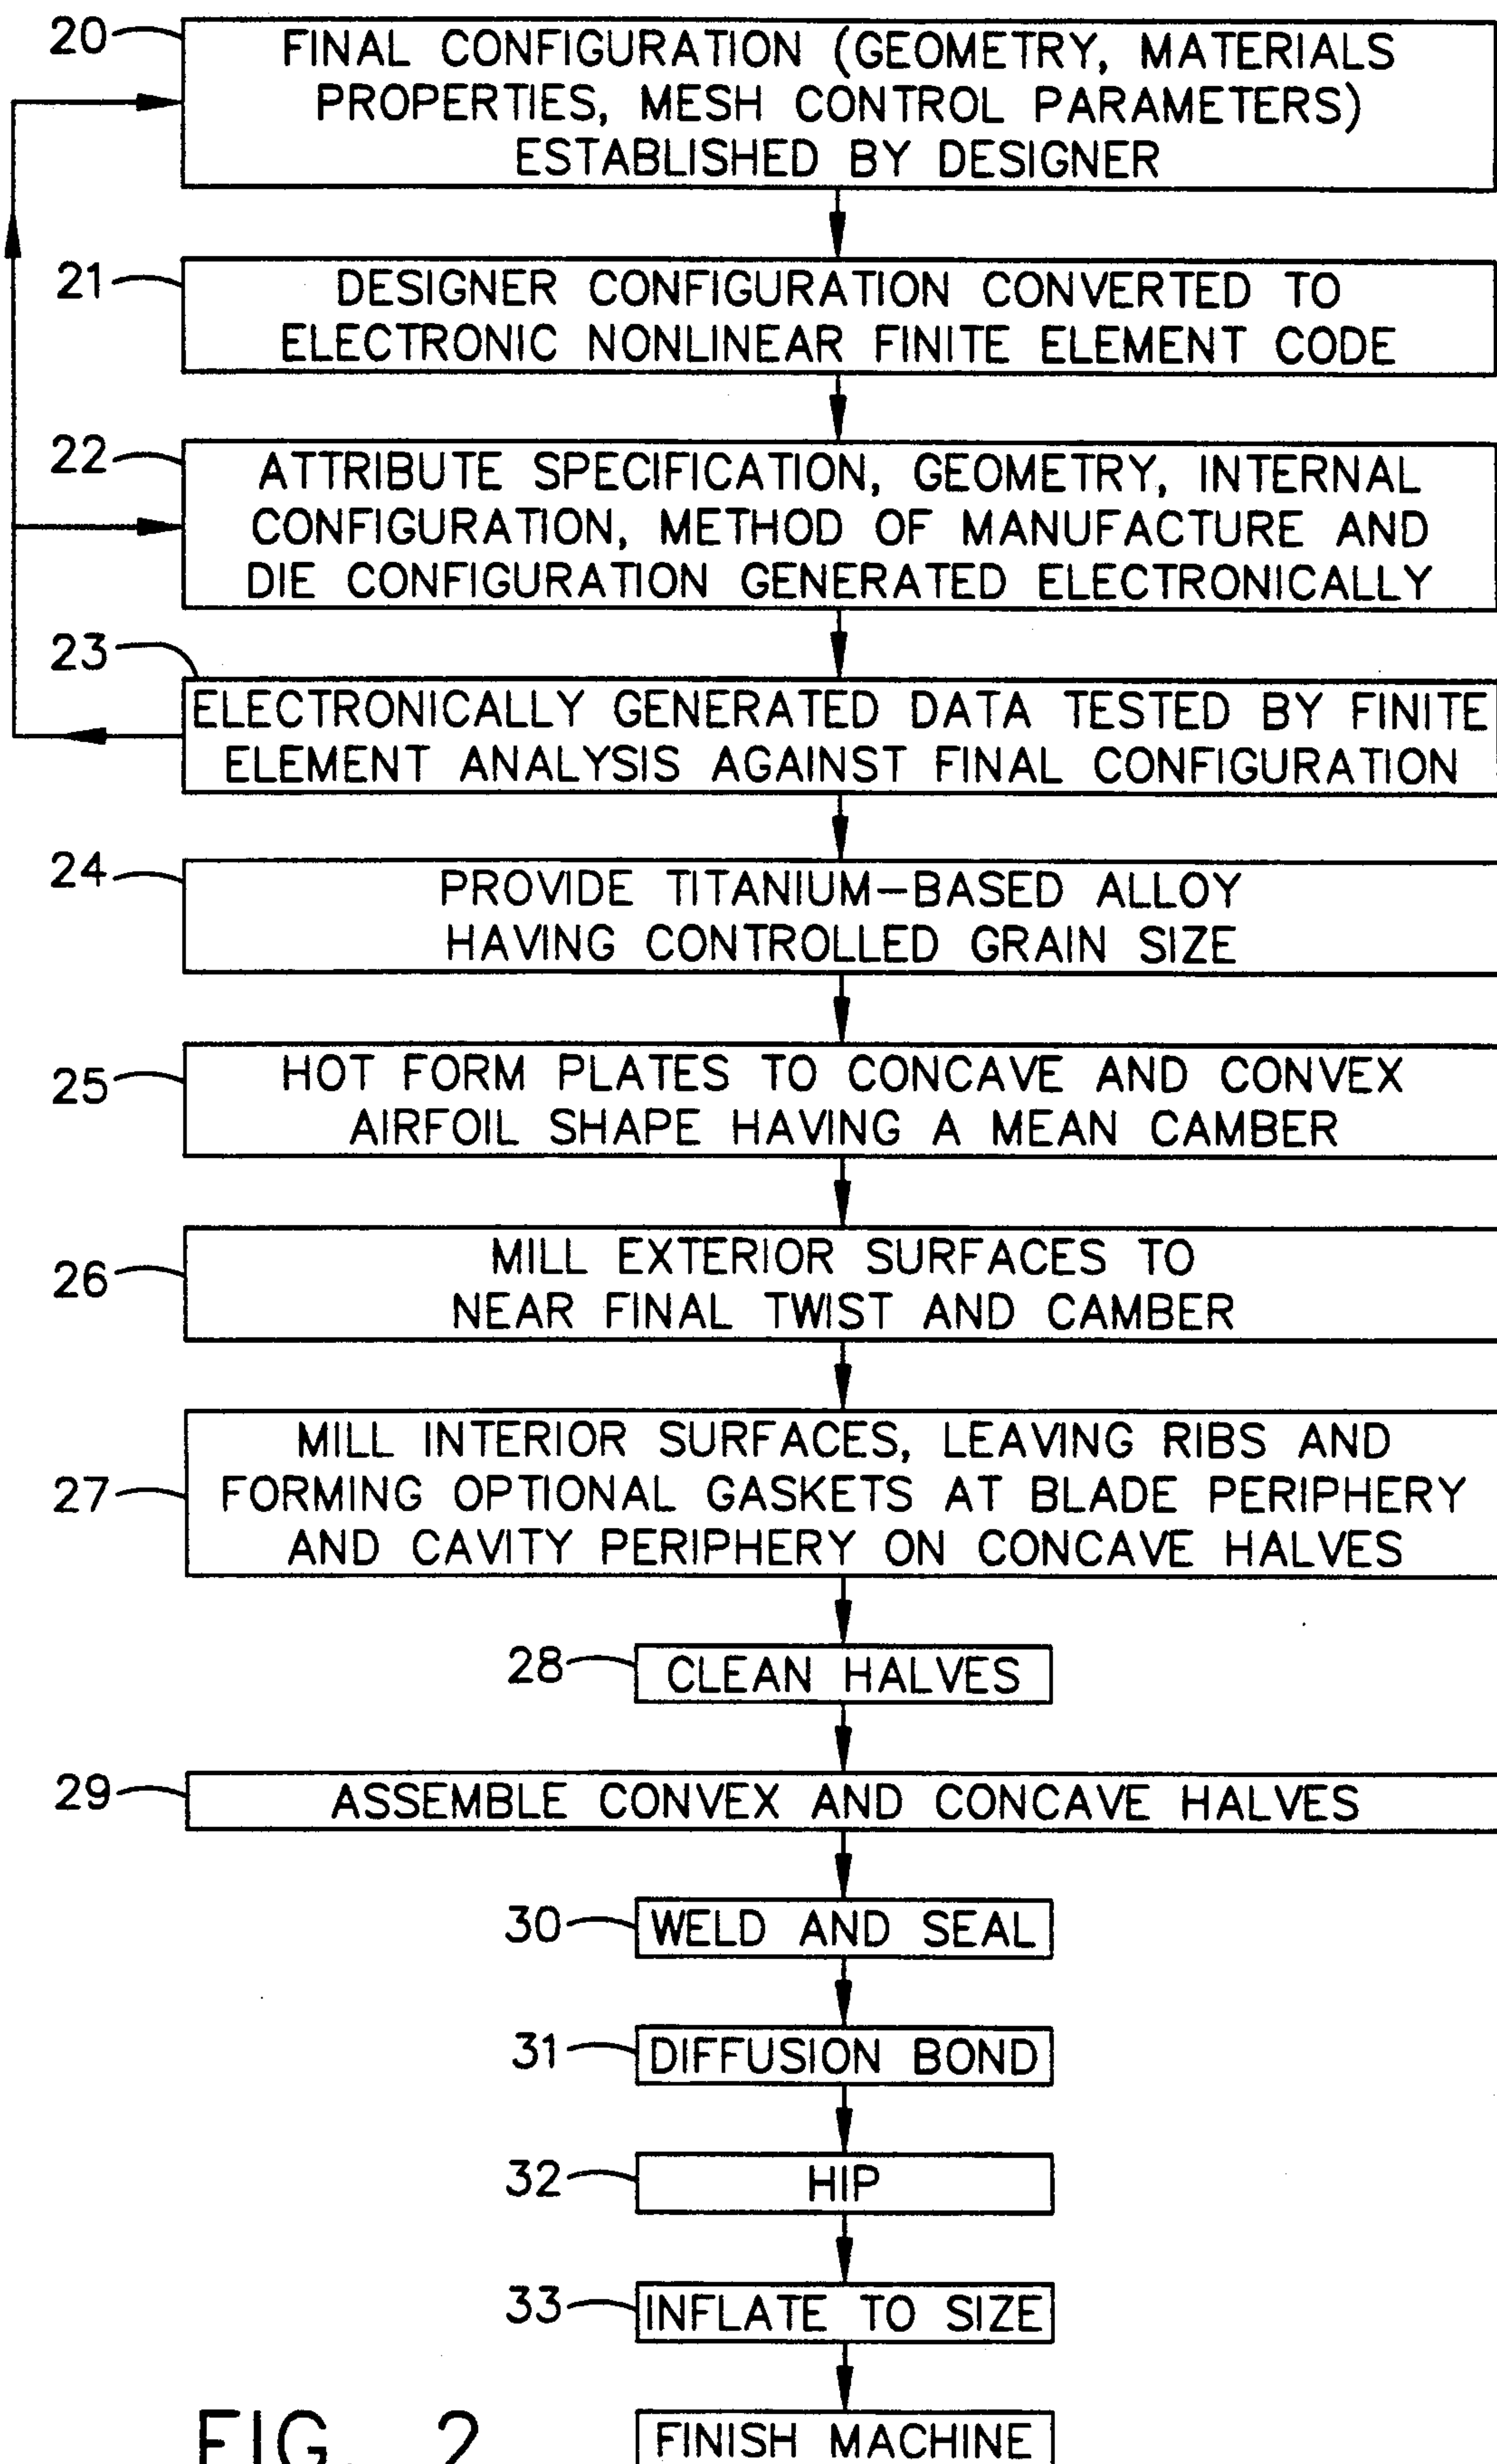 20
FINAL CONFIGURATION (GEOMETRY, MATERIALS
PROPERTIES, MESH CONTROL PARAMETERS)
ESTABLISHED BY DESIGNER
21
DESIGNER CONFIGURATION CONVERTED TO
ELECTRONIC NONLINEAR FINITE ELEMENT CODE
22
ATTRIBUTE SPECIFICATION, GEOMETRY, INTERNAL
CONFIGURATION, METHOD OF MANUFACTURE AND
DIE CONFIGURATION GENERATED ELECTRONICALLY
23
ELECTRONICALLY GENERATED DATA TESTED BY FINITE
ELEMENT ANALYSIS AGAINST FINAL CONFIGURATION
24
PROVIDE TITANIUM-BASED ALLOY
HAVING CONTROLLED GRAIN SIZE
25
HOT FORM PLATES TO CONCAVE AND CONVEX
AIRFOIL SHAPE HAVING A MEAN CAMBER
26
MILL EXTERIOR SURFACES TO
NEAR FINAL TWIST AND CAMBER
27
MILL INTERIOR SURFACES, LEAVING RIBS AND
FORMING OPTIONAL GASKETS AT BLADE PERIPHERY
AND CAVITY PERIPHERY ON CONCAVE HALVES
28
CLEAN HALVES
29
ASSEMBLE CONVEX AND CONCAVE HALVES
30
WELD AND SEAL
31
DIFFUSION BOND
32
HIP
33
INFLATE TO SIZE
FINISH MACHINE
FIG. 2